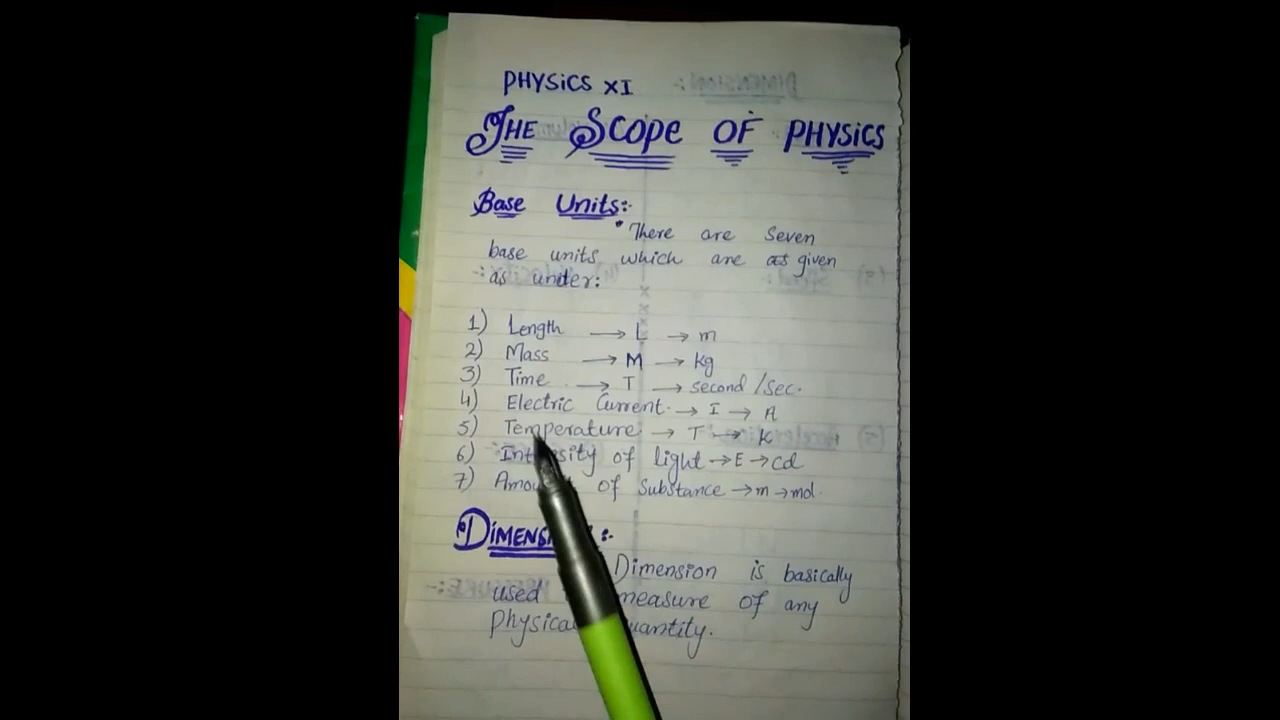 PHYSICS XI
THE SCOPE OF PHYSICS
Base Units:-
There are seven
base units which are as given
as under:
1) Length → L → m
2) Mass → M → kg
3) Time → T → second/sec.
4) Electric Current → I → A
5) Temperature → T → K
6) of light → E → cd
7) of substance → m → mol.
Dimension is basically
used measure of any